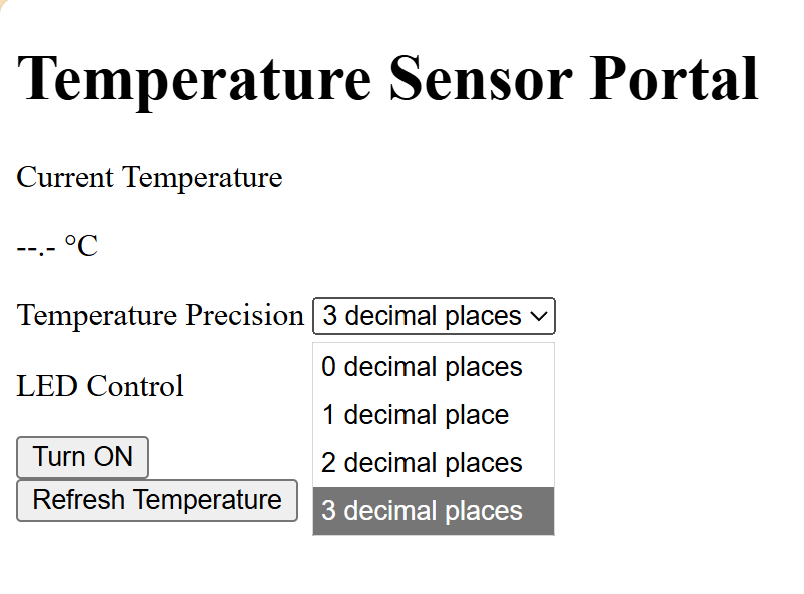 Temperature Sensor Portal
Current Temperature
--.- °C
Temperature Precision 3 decimal places
0 decimal places
1 decimal place
2 decimal places
3 decimal places
LED Control
Turn ON
Refresh Temperature